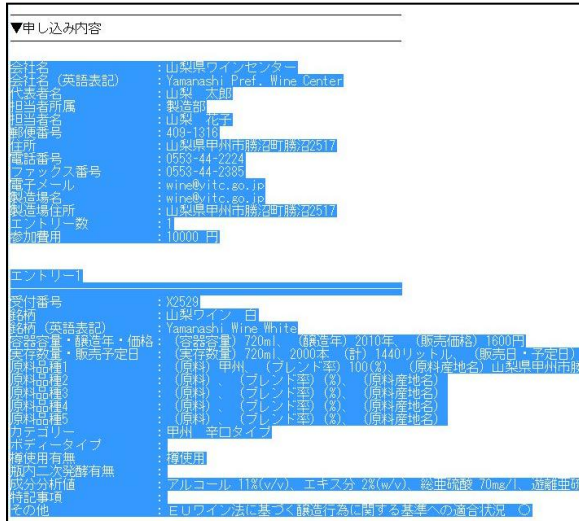 ▼申し込み内容
会社名 : 山梨県ワインセンター
会社名 (英語表記) : Yamanashi Pref. Wine Center
代表者名 : 山梨 太郎
担当者所属 : 製造部
担当者名 : 山梨 花子
郵便番号 : 409-1316
住所 : 山梨県甲州市勝沼町勝沼2517
電話番号 : 0553-44-2224
ファックス番号 : 0553-44-2385
電子メール : wine@yitc.go.jp
製造場名 : wine@yitc.go.jp
製造場住所 : 山梨県甲州市勝沼町勝沼2517
エントリー数 : 1
参加費用 : 10000 円
エントリー1
受付番号 : X2529
銘柄 : 山梨ワイン 白
銘柄 (英語表記) : Yamanashi Wine White
容器容量・醸造年・価格: (容器容量) 720ml、 (醸造年) 2010年、 (販売価格) 1600円
実存数量・販売予定日 : (実存数量) 720ml、2000本 (計) 1440リットル、 (販売日・予定日)
原料品種1 : (原料) 甲州、 (ブレンド率) 100(%)、 (原料産地名) 山梨県甲州市勝
原料品種2 : (原料) 、 (ブレンド率) (%)、 (原料産地名)
原料品種3 : (原料) 、 (ブレンド率) (%)、 (原料産地名)
原料品種4 : (原料) 、 (ブレンド率) (%)、 (原料産地名)
原料品種5 : (原料) 、 (ブレンド率) (%)、 (原料産地名)
カテゴリー : 甲州 辛口タイプ
ボディータイプ :
樽使用有無 : 樽使用
瓶内二次発酵有無 :
成分分析値 : アルコール 11%(v/v)、エキス分 2%(w/v)、総亜硫酸 70mg/l、遊離亜硫
特記事項 :
その他 : EUワイン法に基づく醸造行為に関する基準への適合状況 ○